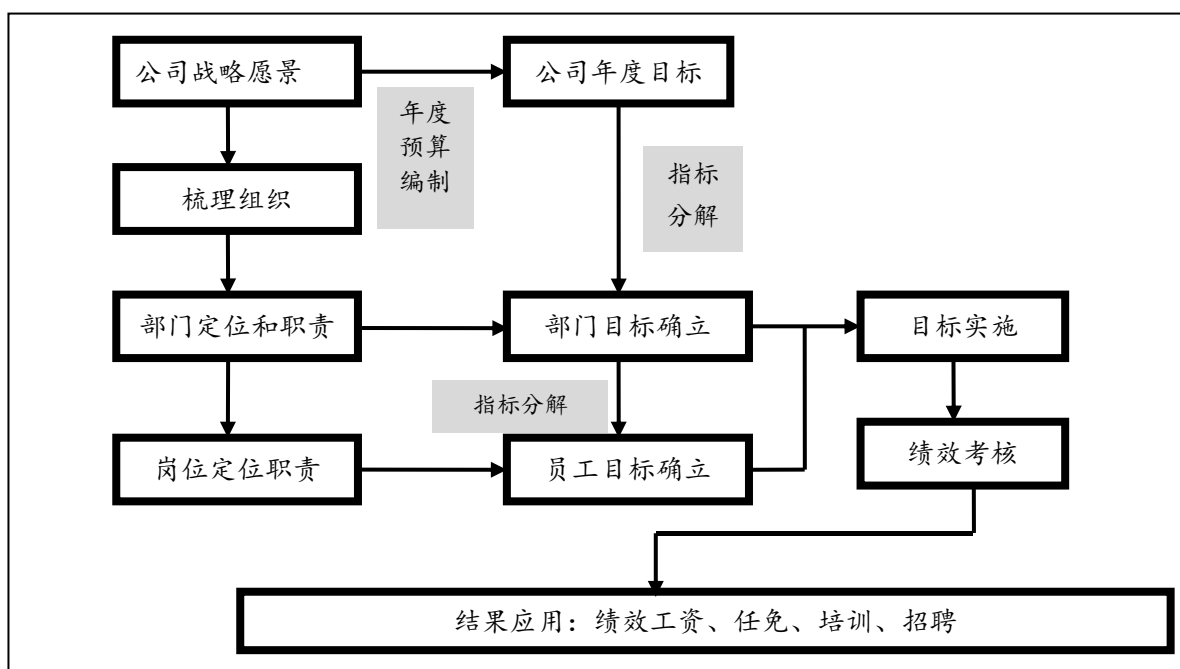 公司战略愿景
公司年度目标
年度
预算
编制
指标
分解
梳理组织
部门定位和职责
部门目标确立
目标实施
指标分解
岗位定位职责
员工目标确立
绩效考核
结果应用：绩效工资、任免、培训、招聘